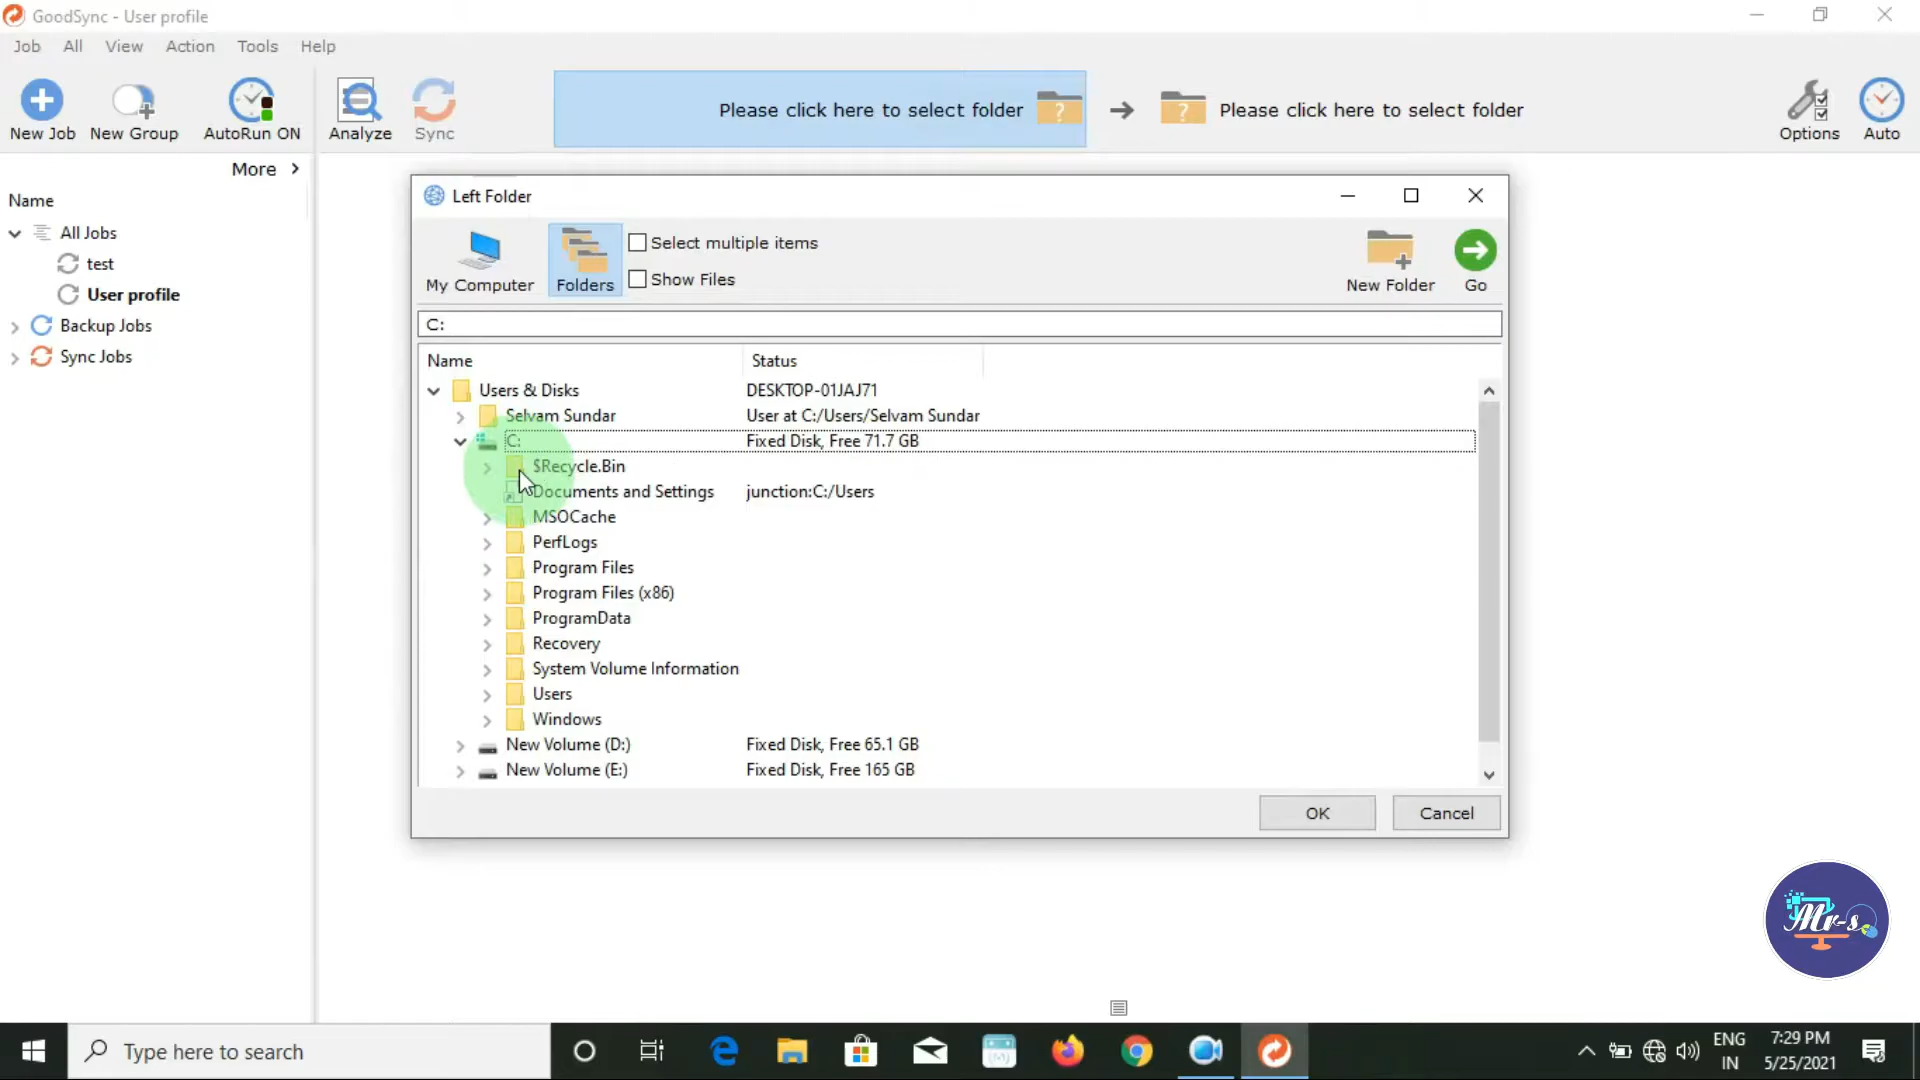 GoodSync - User profile
Job All View Action Tools Help
New Job New Group AutoRun ON Analyze Sync
Please click here to select folder
Please click here to select folder
Options Auto
More
Name
All Jobs
test
User profile
Backup Jobs
Sync Jobs
Left Folder
My Computer Folders
Select multiple items
Show Files
New Folder Go
C:
Name Status
Users & Disks DESKTOP-01JAJ71
Selvam Sundar User at C:/Users/Selvam Sundar
C: Fixed Disk, Free 71.7 GB
$Recycle.Bin
Documents and Settings junction:C:/Users
MSOCache
PerfLogs
Program Files
Program Files (x86)
ProgramData
Recovery
System Volume Information
Users
Windows
New Volume (D:) Fixed Disk, Free 65.1 GB
New Volume (E:) Fixed Disk, Free 165 GB
OK Cancel
Mr-s
Type here to search
ENG
IN
7:29 PM
5/25/2021